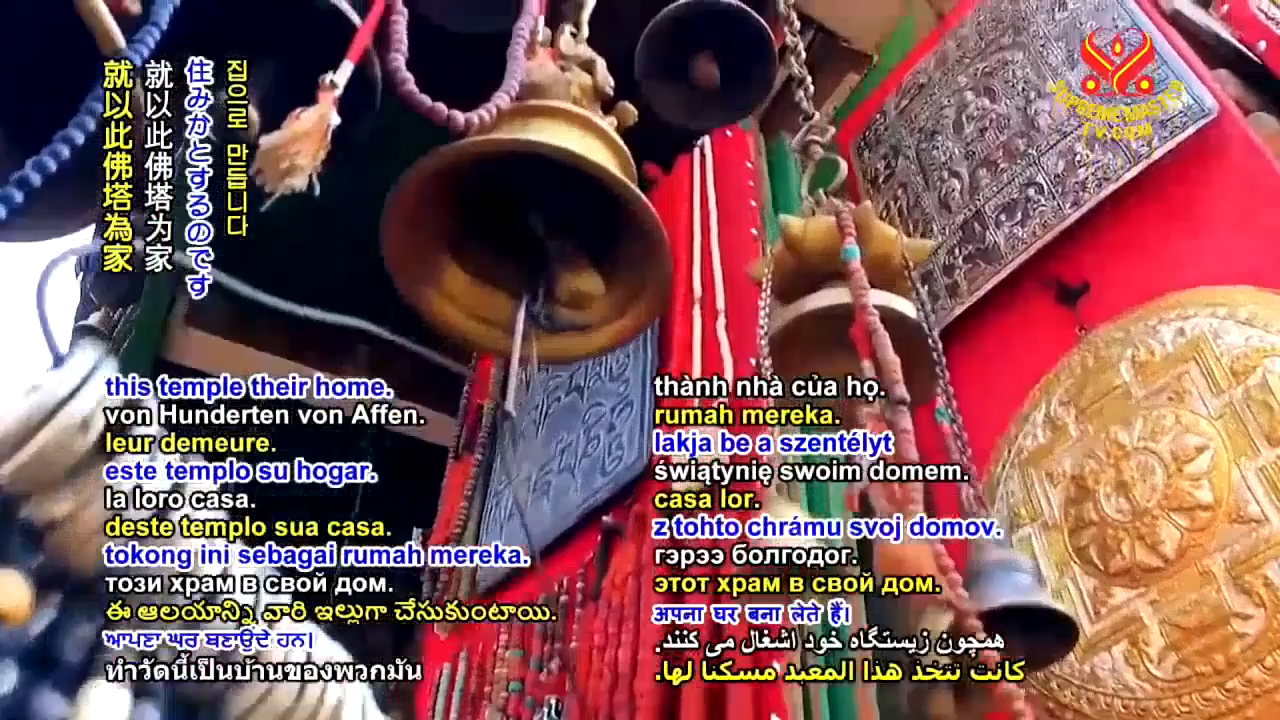 집으로 만듭니다
住みかとするのです
就以此佛塔为家
就以此佛塔為家
SUPREMEMASTER
TV.COM
this temple their home.
von Hunderten von Affen.
leur demeure.
este templo su hogar.
la loro casa.
deste templo sua casa.
tokong ini sebagai rumah mereka.
този храм в свой дом.
ఈ ఆలయాన్ని వారి ఇల్లుగా చేసుకుంటాయి.
ਆਪਣਾ ਘਰ ਬਣਾਉਂਦੇ ਹਨ।
ทำวัดนี้เป็นบ้านของพวกมัน
thành nhà của họ.
rumah mereka.
lakja be a szentélyt
świątynię swoim domem.
casa lor.
z tohto chrámu svoj domov.
гэрээ болгодог.
этот храм в свой дом.
अपना घर बना लेते हैं।
همچون زیستگاه خود اشغال می کنند.
كانت تتخذ هذا المعبد مسكنا لها.